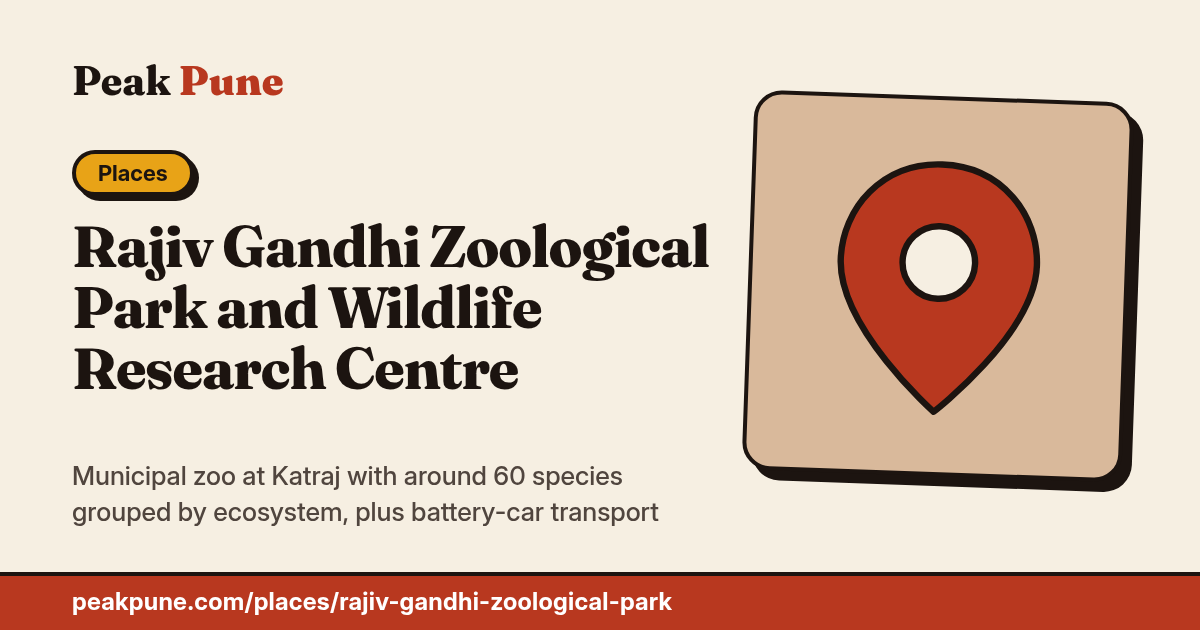 Peak Pune
Places
Rajiv Gandhi Zoological
Park and Wildlife
Research Centre
Municipal zoo at Katraj with around 60 species
grouped by ecosystem, plus battery-car transport
peakpune.com/places/rajiv-gandhi-zoological-park